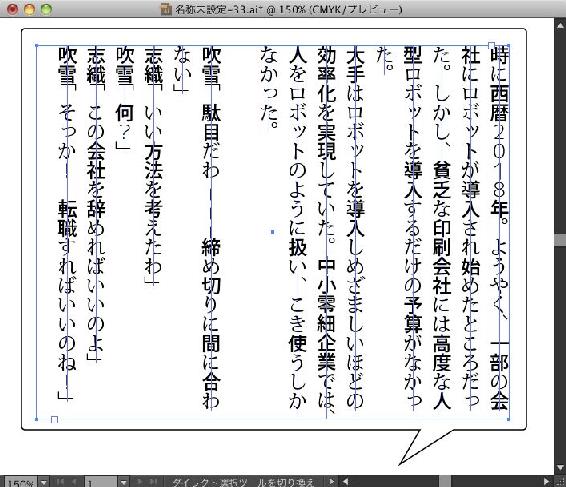 名称未設定-33.ait @ 150% (CMYK/プレビュー)
時に西暦2018年。ようやく、一部の会
社にロボットが導入され始めたところだっ
た。しかし、貧乏な印刷会社には高度な人
型ロボットを導入するだけの予算がなかっ
た。
大手はロボットを導入しめざましいほどの
効率化を実現していた。中小零細企業では、
人をロボットのように扱い、こき使うしか
なかった。
吹雪「駄目だわ――締め切りに間に合わ
ない」
志織「いい方法を考えたわ」
吹雪「何？」
志織「この会社を辞めればいいのよ」
吹雪「そっか！　転職すればいいのね！」
150%
1
ダイレクト選択ツールを切り換え